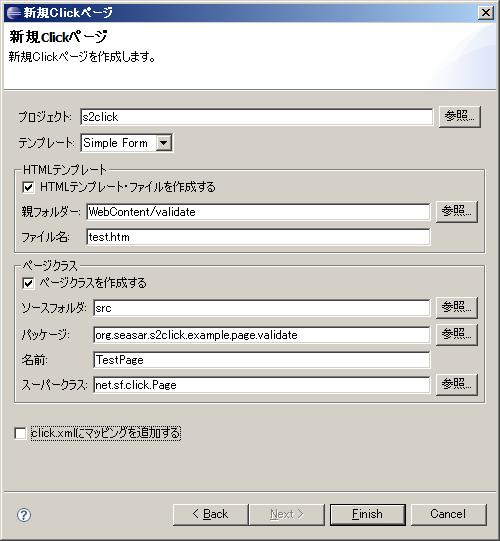 新規Clickページ
新規Clickページ
新規Clickページを作成します。
プロジェクト: s2click 参照...
テンプレート: Simple Form
HTMLテンプレート
HTMLテンプレート・ファイルを作成する
親フォルダー: WebContent/validate 参照...
ファイル名: test.htm
ページクラス
ページクラスを作成する
ソースフォルダ: src 参照...
パッケージ: org.seasar.s2click.example.page.validate 参照...
名前: TestPage
スーパークラス: net.sf.click.Page 参照...
click.xmlにマッピングを追加する
? < Back Next > Finish Cancel